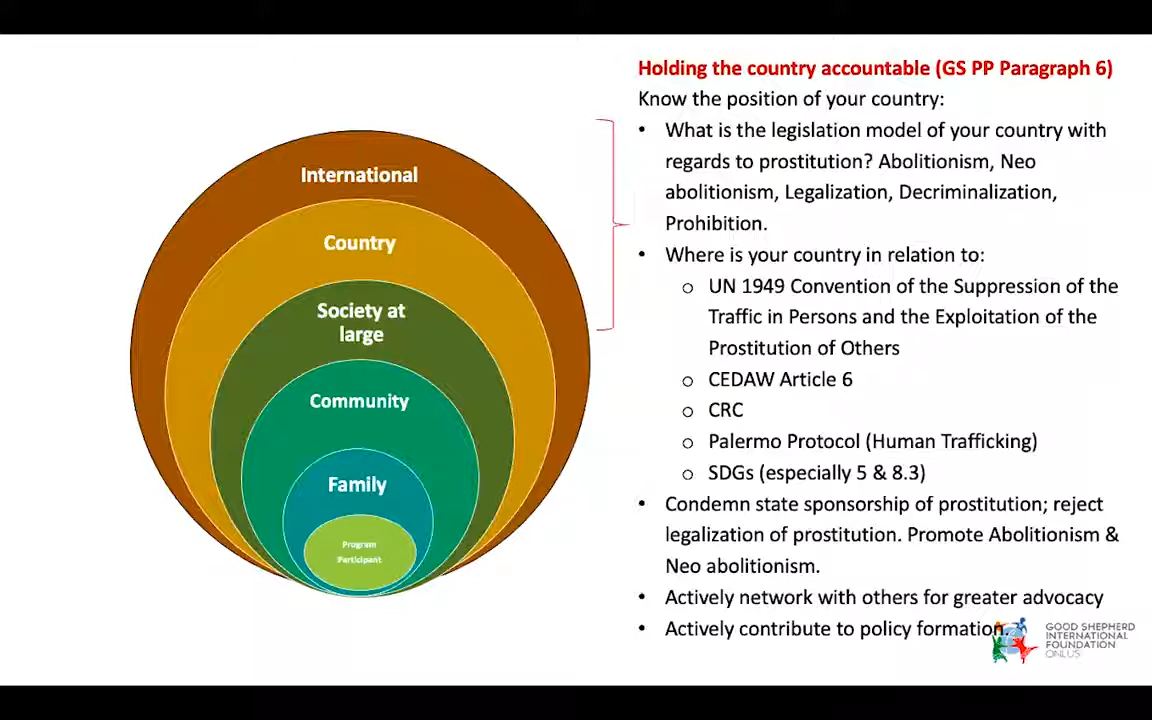 International
Country
Society at
large
Community
Family
Program
Participant
Holding the country accountable (GS PP Paragraph 6)
Know the position of your country:
• What is the legislation model of your country with
regards to prostitution? Abolitionism, Neo
abolitionism, Legalization, Decriminalization,
Prohibition.
• Where is your country in relation to:
o UN 1949 Convention of the Suppression of the
Traffic in Persons and the Exploitation of the
Prostitution of Others
o CEDAW Article 6
o CRC
o Palermo Protocol (Human Trafficking)
o SDGs (especially 5 & 8.3)
• Condemn state sponsorship of prostitution; reject
legalization of prostitution. Promote Abolitionism &
Neo abolitionism.
• Actively network with others for greater advocacy
• Actively contribute to policy formation.
GOOD SHEPHERD
INTERNATIONAL
FOUNDATION
ONLUS